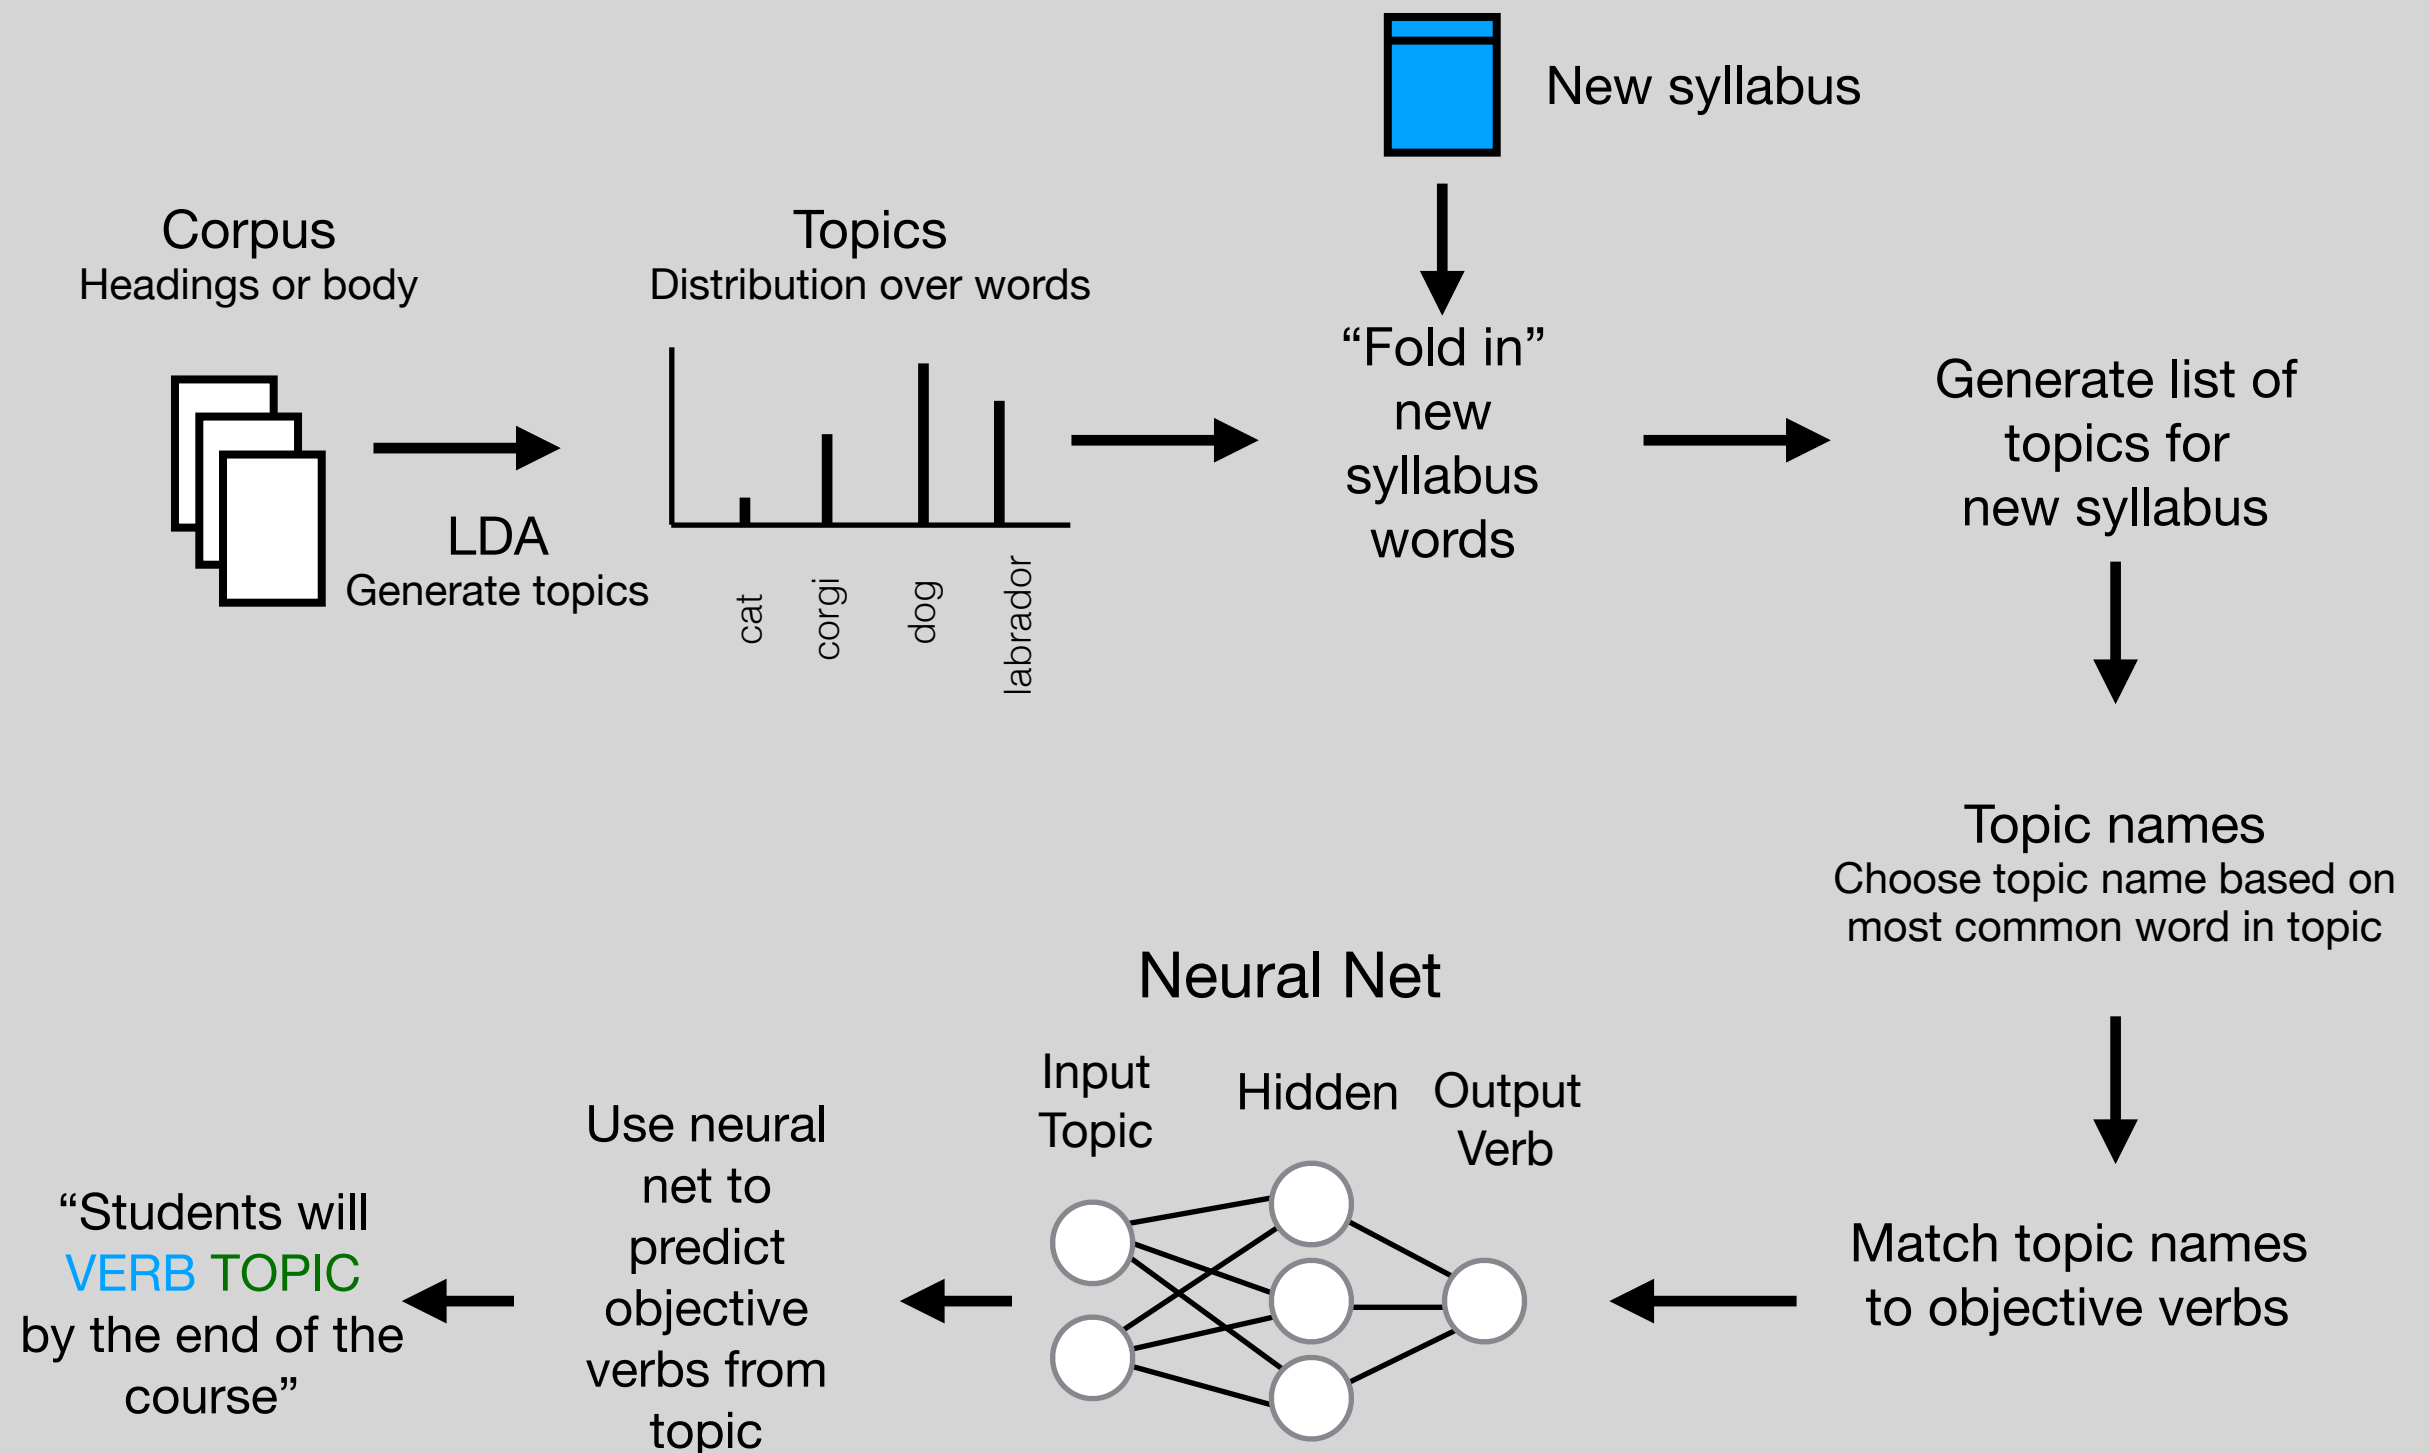 New syllabus
Corpus
Headings or body
LDA
Generate topics
Topics
Distribution over words
cat
corgi
dog
labrador
“Fold in”
new
syllabus
words
Generate list of
topics for
new syllabus
Topic names
Choose topic name based on
most common word in topic
Match topic names
to objective verbs
Neural Net
Input
Topic
Hidden
Output
Verb
Use neural
net to
predict
objective
verbs from
topic
“Students will
VERB TOPIC
by the end of the
course”